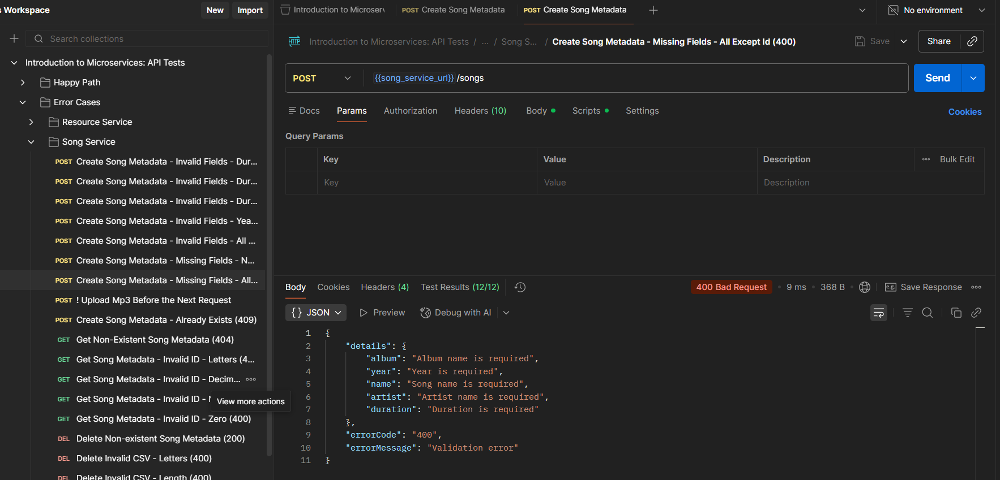 s Workspace
New
Import
Search collections
Introduction to Microservices: API Tests
Happy Path
Error Cases
Resource Service
Song Service
POST Create Song Metadata - Invalid Fields - Dur...
POST Create Song Metadata - Invalid Fields - Dur...
POST Create Song Metadata - Invalid Fields - Dur...
POST Create Song Metadata - Invalid Fields - Yea...
POST Create Song Metadata - Invalid Fields - All ...
POST Create Song Metadata - Missing Fields - N...
POST Create Song Metadata - Missing Fields - All...
POST ! Upload Mp3 Before the Next Request
POST Create Song Metadata - Already Exists (409)
GET Get Non-Existent Song Metadata (404)
GET Get Song Metadata - Invalid ID - Letters (4...
GET Get Song Metadata - Invalid ID - Decim...
GET Get Song Metadata - Invalid ID -
View more actions
GET Get Song Metadata - Invalid ID - Zero (400)
DEL Delete Non-existent Song Metadata (200)
DEL Delete Invalid CSV - Letters (400)
DEL Delete Invalid CSV - Length (400)
Introduction to Microserv
POST Create Song Metadata
POST Create Song Metadata
No environment
HTTP Introduction to Microservices: API Tests / ... / Song S... / Create Song Metadata - Missing Fields - All Except Id (400)
Save
Share
POST
{{song_service_url}} /songs
Send
Docs
Params
Authorization
Headers (10)
Body
Scripts
Settings
Cookies
Query Params
Key
Value
Description
Bulk Edit
Key
Value
Description
Body
Cookies
Headers (4)
Test Results (12/12)
400 Bad Request
9 ms
368 B
e.g. Save Response
{} JSON
Preview
Debug with AI
1 {
2 "details": {
3 "album": "Album name is required",
4 "year": "Year is required",
5 "name": "Song name is required",
6 "artist": "Artist name is required",
7 "duration": "Duration is required"
8 },
9 "errorCode": "400",
10 "errorMessage": "Validation error"
11 }